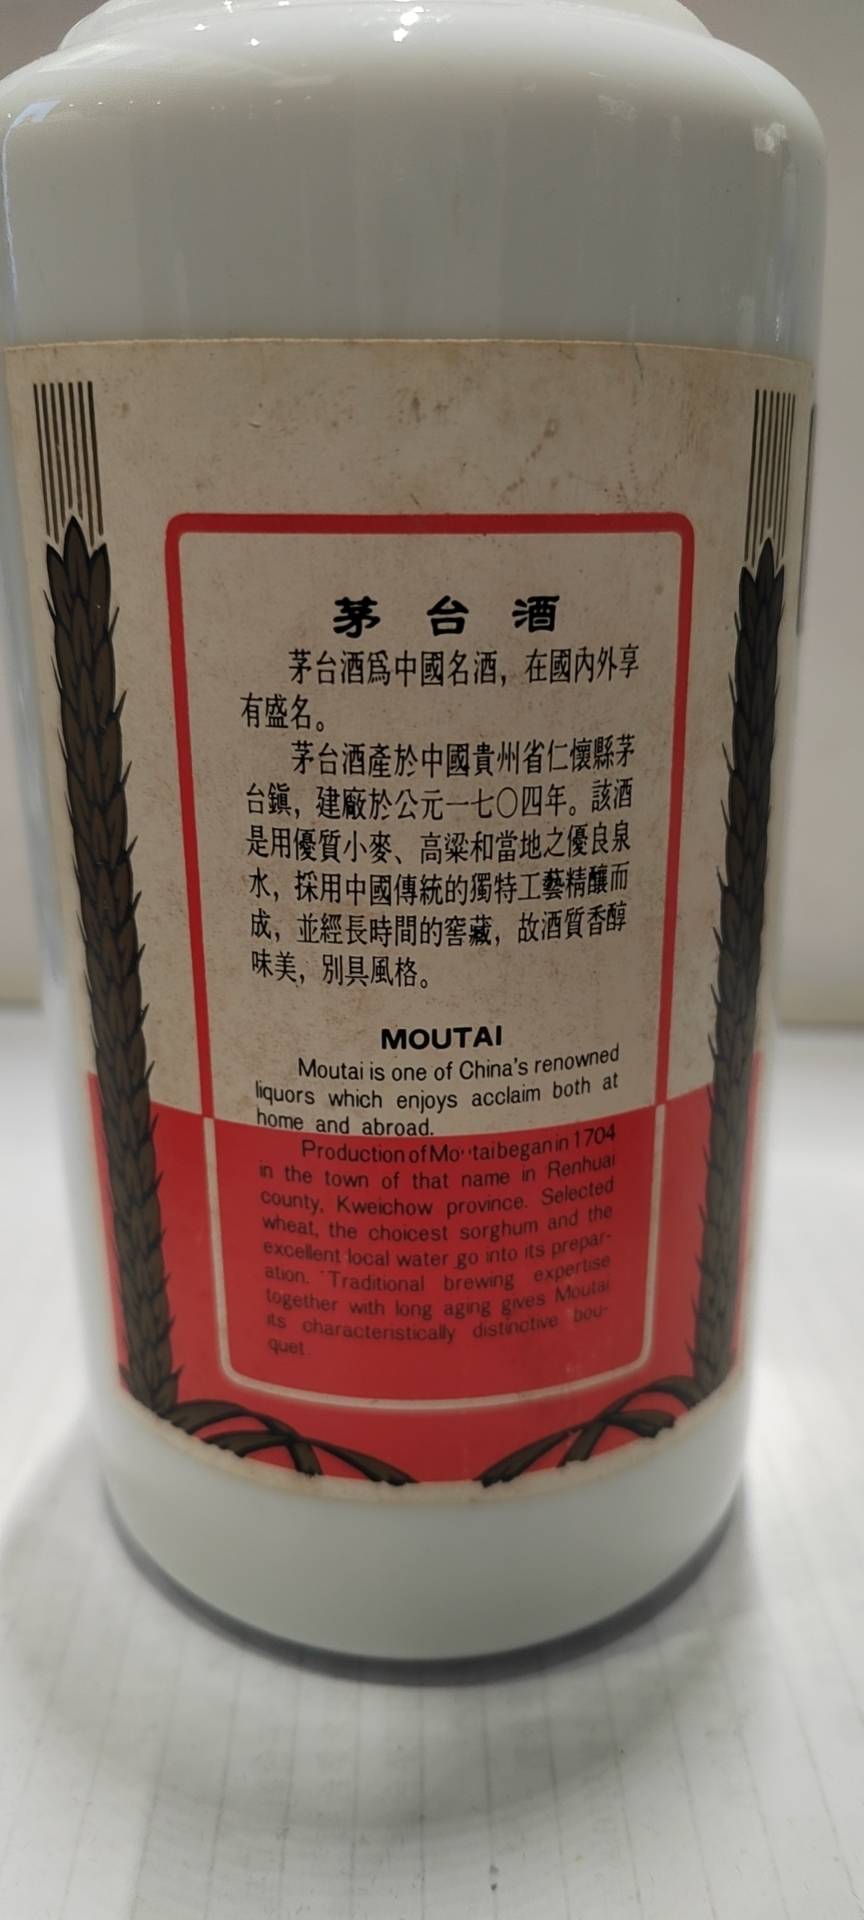 茅台酒
茅台酒爲中國名酒，在國內外享
有盛名。
茅台酒產於中國貴州省仁懷縣茅
台鎭，建廠於公元一七〇四年。該酒
是用優質小麥、高粱和當地之優良泉
水，採用中國傳統的獨特工藝精釀而
成，並經長時間的窖藏，故酒質香醇
味美，別具風格。
MOUTAI
Moutai is one of China's renowned
liquors which enjoys acclaim both at
home and abroad.
Production of Moutai began in 1704
in the town of that name in Renhuai
county, Kweichow province. Selected
wheat, the choicest sorghum and the
excellent local water go into its prepar-
ation. Traditional brewing expertise
together with long aging gives Moutai
its characteristically distinctive bou-
quet.